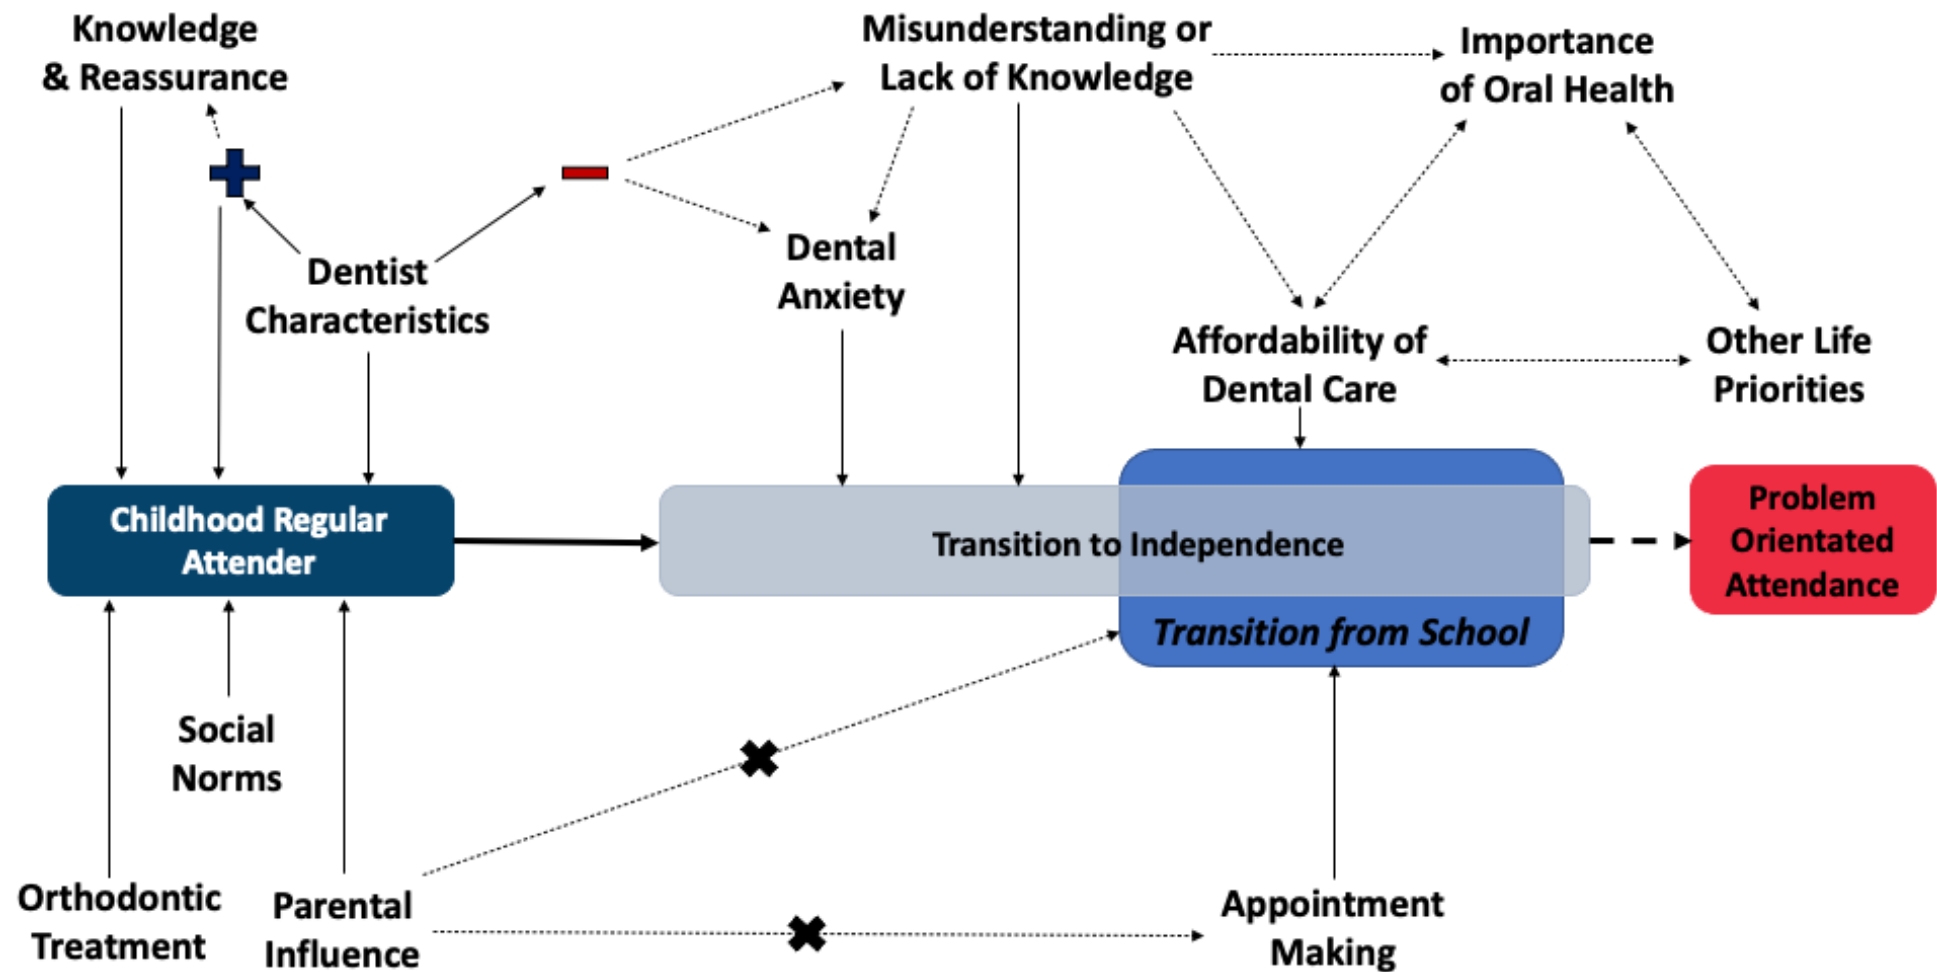 Knowledge
& Reassurance
Misunderstanding or
Lack of Knowledge
Importance
of Oral Health
Dentist
Characteristics
Dental
Anxiety
Affordability of
Dental Care
Other Life
Priorities
Childhood Regular
Attender
Transition to Independence
Problem
Orientated
Attendance
Transition from School
Social
Norms
Orthodontic
Treatment
Parental
Influence
Appointment
Making